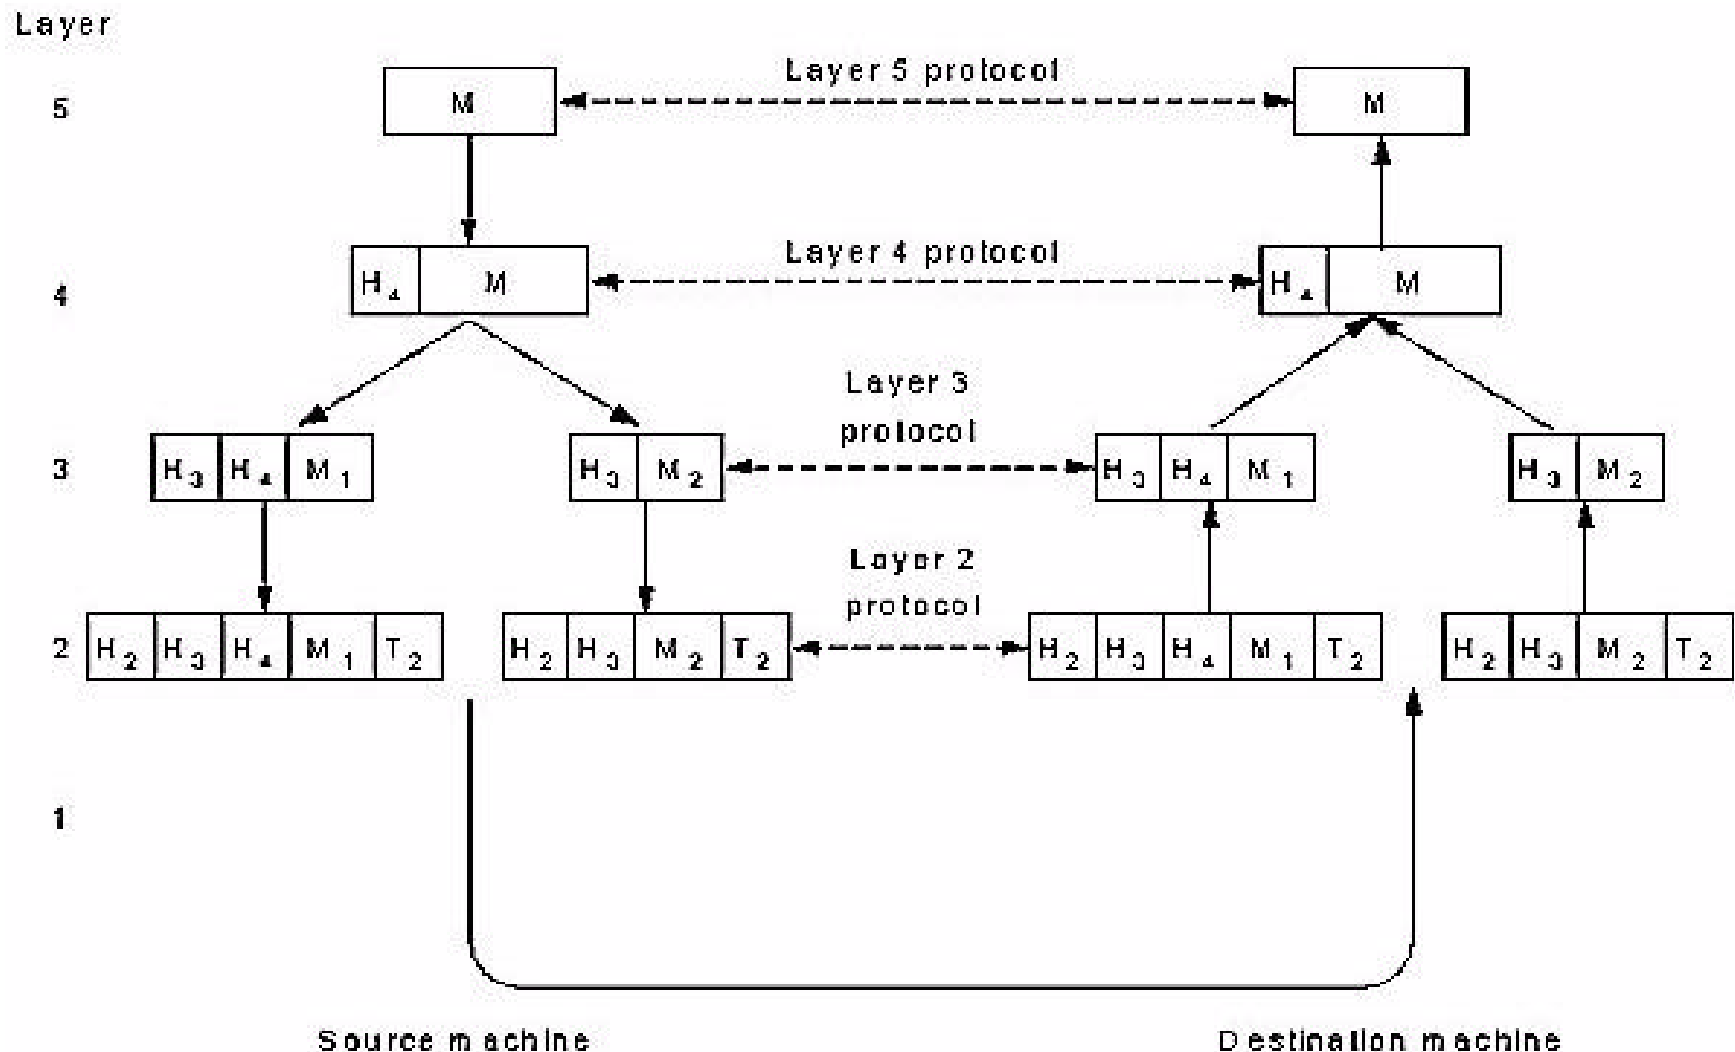 Layer
Layer 5 protocol
5 M M
Layer 4 protocol
4 H4 M H4 M
Layer 3
protocol
3 H3 H4 M1 H3 M2 H3 H4 M1 H3 M2
Layer 2
protocol
2 H2 H3 H4 M1 T2 H2 H3 M2 T2 H2 H3 H4 M1 T2 H2 H3 M2 T2
1
Source machine Destination machine